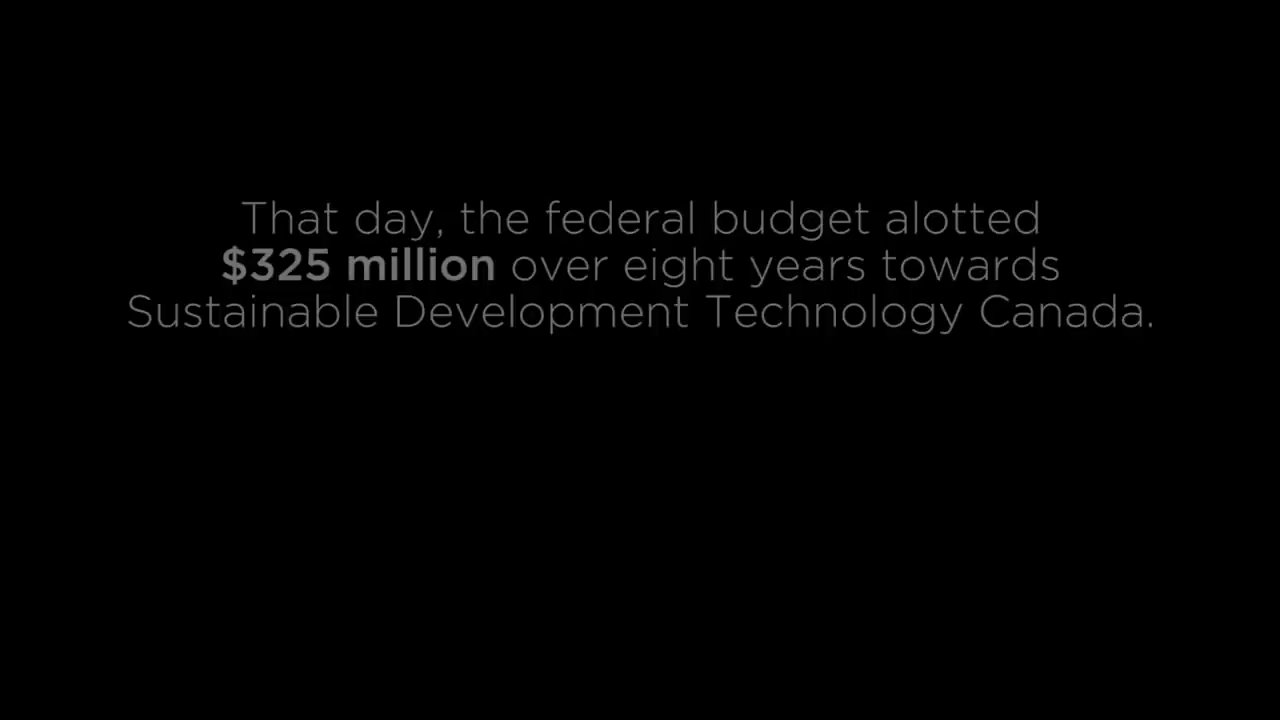 That day, the federal budget alotted
$325 million over eight years towards
Sustainable Development Technology Canada.